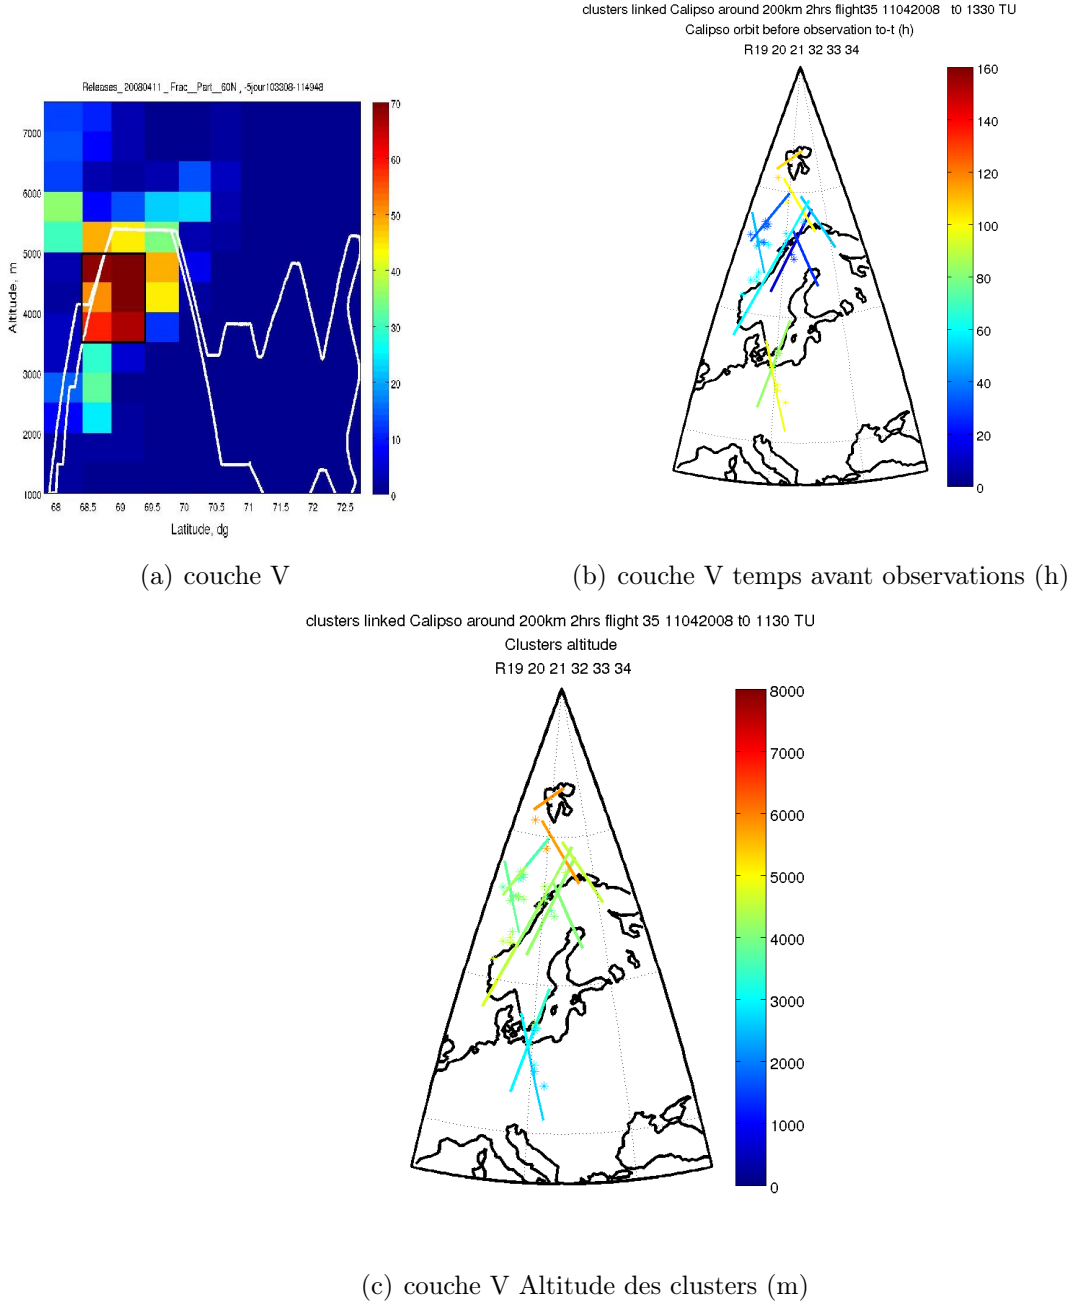 clusters linked Calipso around 200km 2hrs flight35 11042008 t0 1330 TU
Calipso orbit before observation to-t (h)
R19 20 21 32 33 34
Releases_20080411 _ Frac__Part__60N , -5jour103308-114948
Altitude, m
7000
6000
5000
4000
3000
2000
1000
68 68.5 69 69.5 70 70.5 71 71.5 72 72.5
Latitude, dg
70
60
50
40
30
20
10
0
160
140
120
100
80
60
40
20
0
(a) couche V
(b) couche V temps avant observations (h)
clusters linked Calipso around 200km 2hrs flight 35 11042008 t0 1130 TU
Clusters altitude
R19 20 21 32 33 34
8000
7000
6000
5000
4000
3000
2000
1000
0
(c) couche V Altitude des clusters (m)